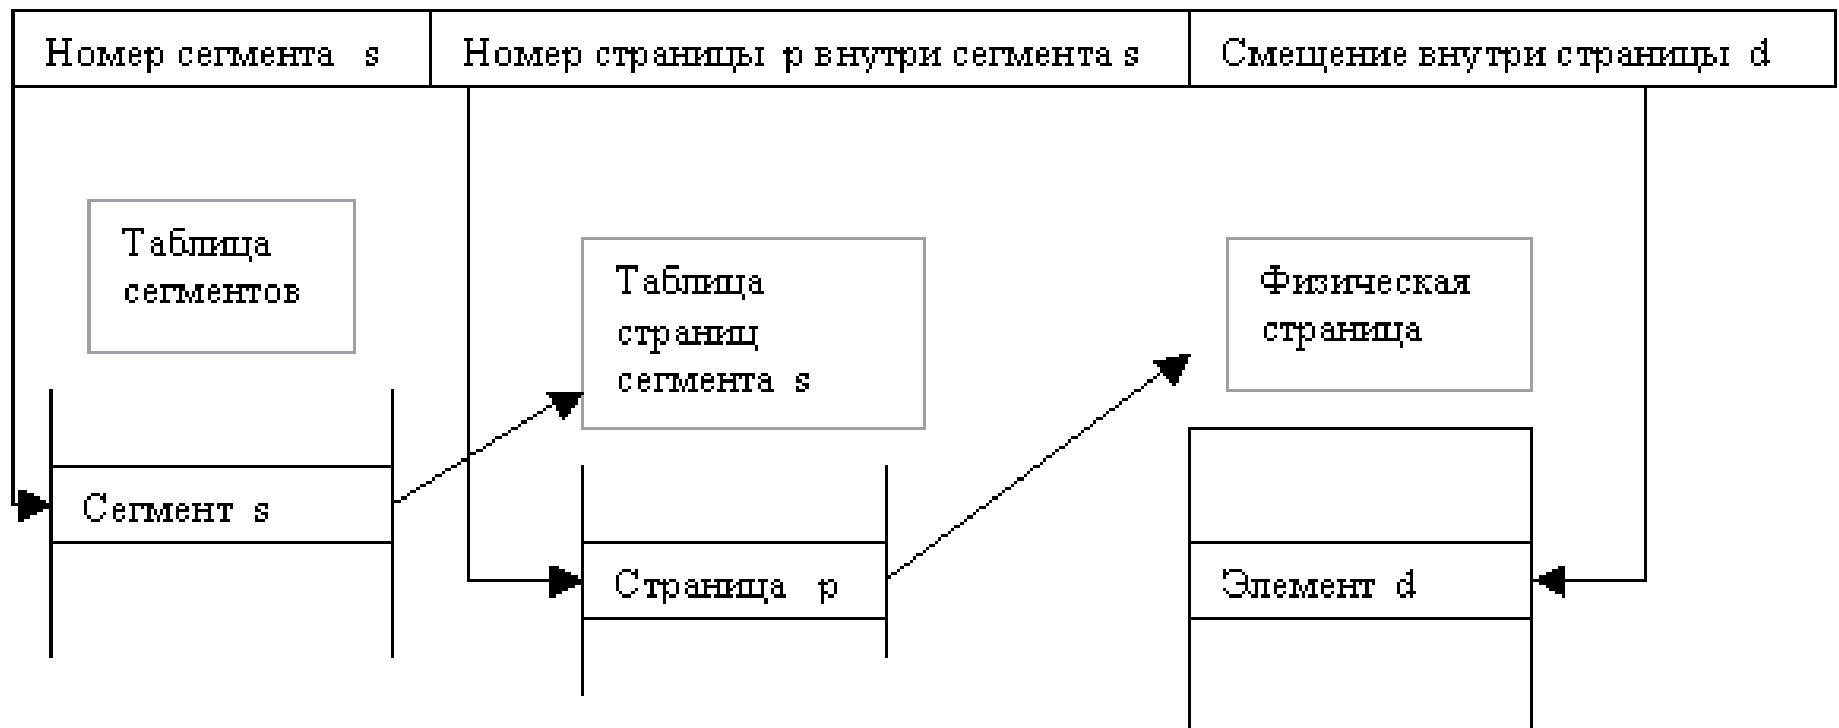 Номер сегмента s
Номер страницы p внутри сегмента s
Смещение внутри страницы d
Таблица
сегментов
Таблица
страниц
сегмента s
Физическая
страница
Сегмент s
Страница p
Элемент d